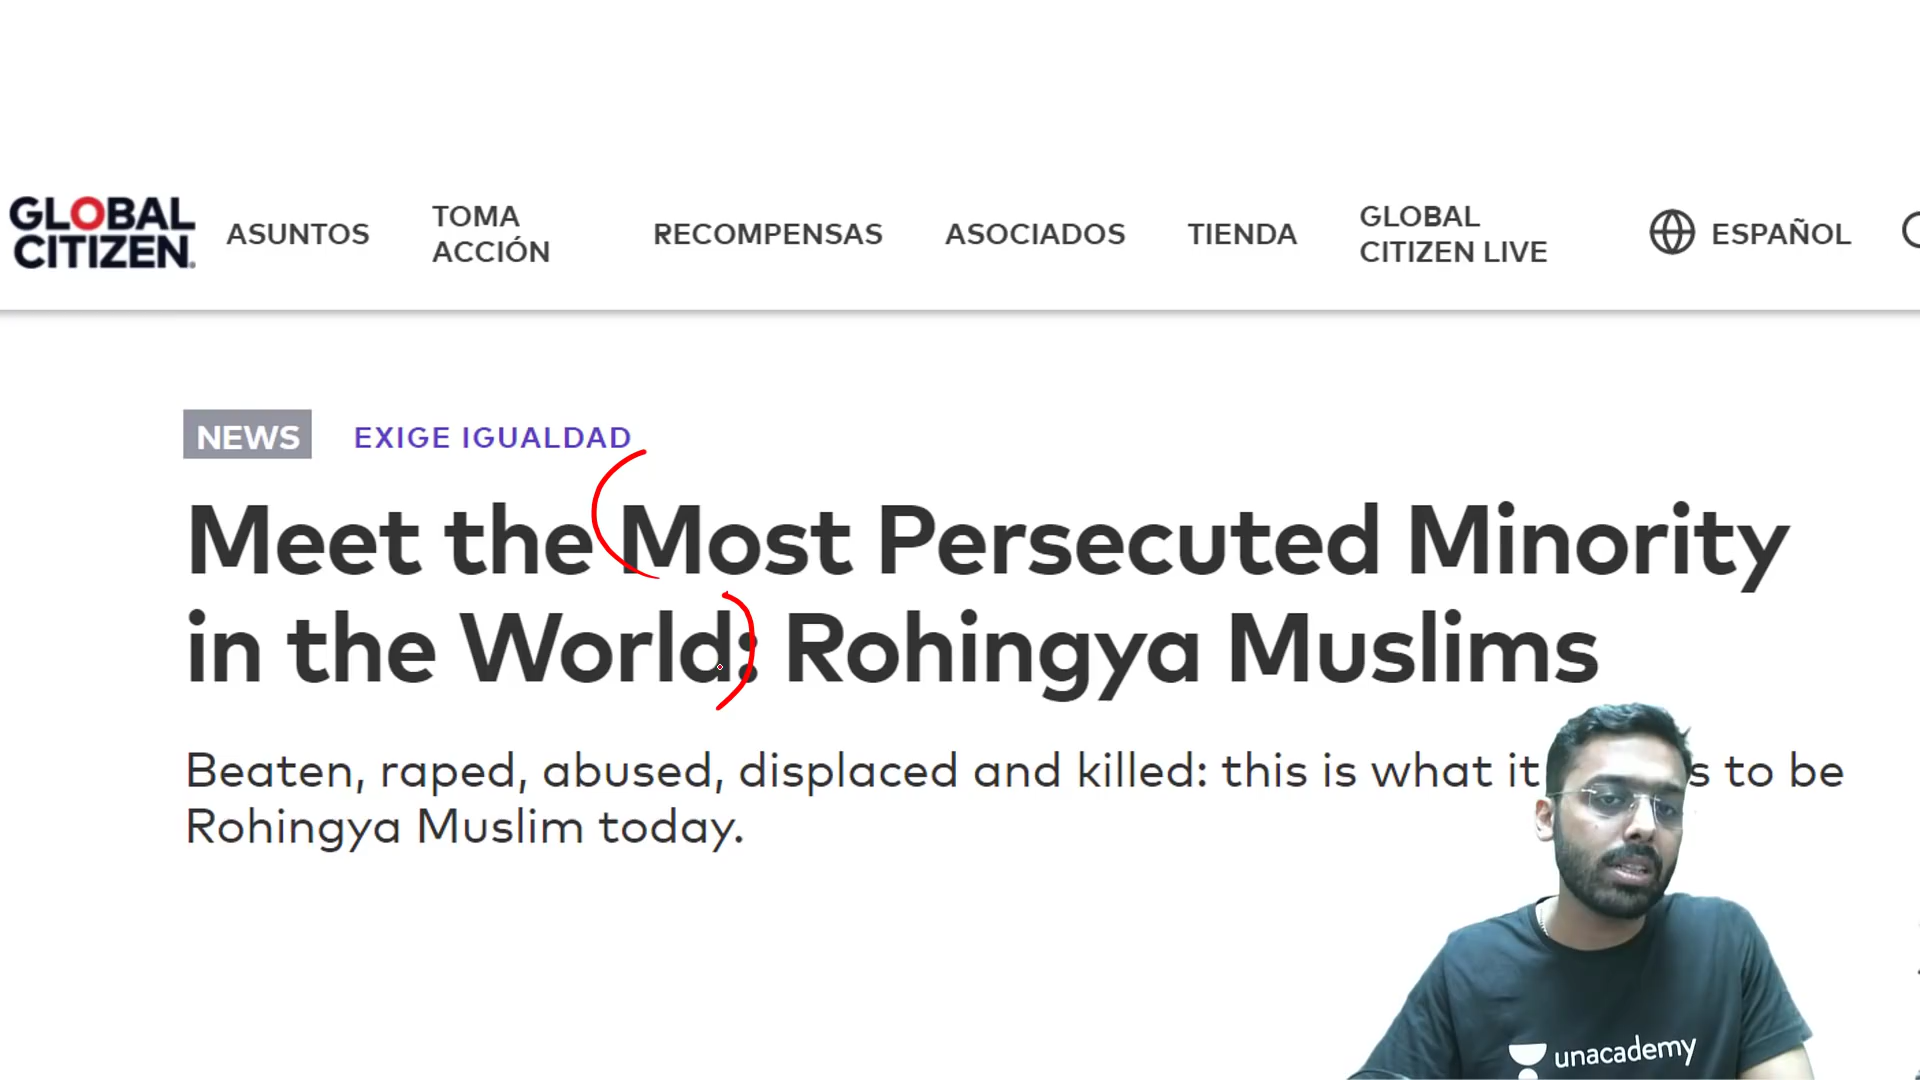 GLOBAL
CITIZEN
ASUNTOS
TOMA
ACCIÓN
RECOMPENSAS
ASOCIADOS
TIENDA
GLOBAL
CITIZEN LIVE
ESPAÑOL
NEWS
EXIGE IGUALDAD
Meet the Most Persecuted Minority
in the World: Rohingya Muslims
Beaten, raped, abused, displaced and killed: this is what it to be
Rohingya Muslim today.
unacademy